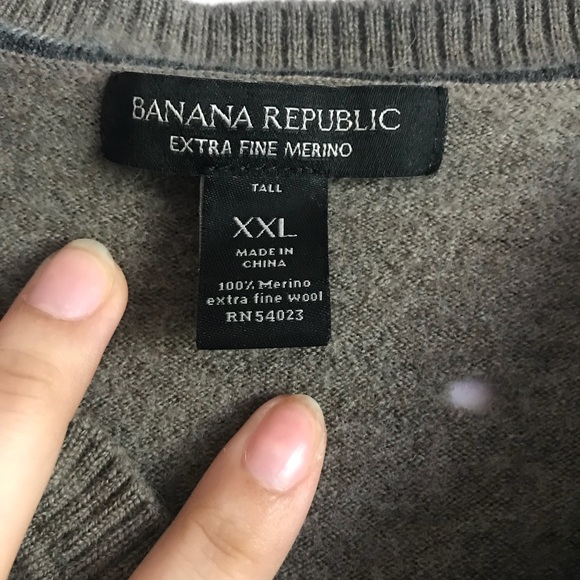 BANANA REPUBLIC
EXTRA FINE MERINO
TALL
XXL
MADE IN
CHINA
100% Merino
extra fine wool
RN54023